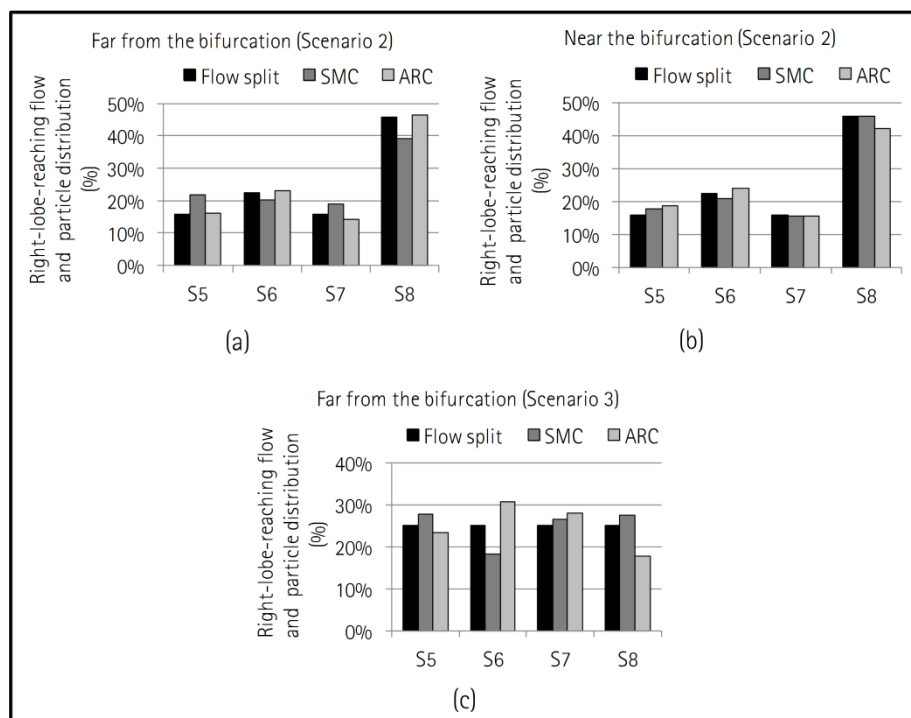 Far from the bifurcation (Scenario 2)
Flow split SMC ARC
Right-lobe-reaching flow
and particle distribution
(%)
50%
40%
30%
20%
10%
0%
S5 S6 S7 S8
(a)
Near the bifurcation (Scenario 2)
Flow split SMC ARC
Right-lobe-reaching flow
and particle distribution
(%)
50%
40%
30%
20%
10%
0%
S5 S6 S7 S8
(b)
Far from the bifurcation (Scenario 3)
Flow split SMC ARC
Right-lobe-reaching flow
and particle distribution
(%)
40%
30%
20%
10%
0%
S5 S6 S7 S8
(c)